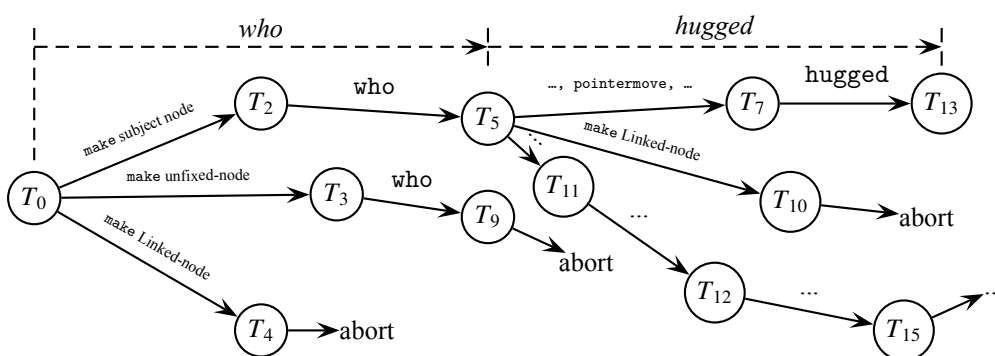 who
hugged
make subject node
T2
who
T5
…, pointermove, …
T7
hugged
T13
T0
make unfixed-node
T3
who
T9
abort
make Linked-node
T4
abort
…
T11
make Linked-node
T10
abort
…
T12
…
T15
…